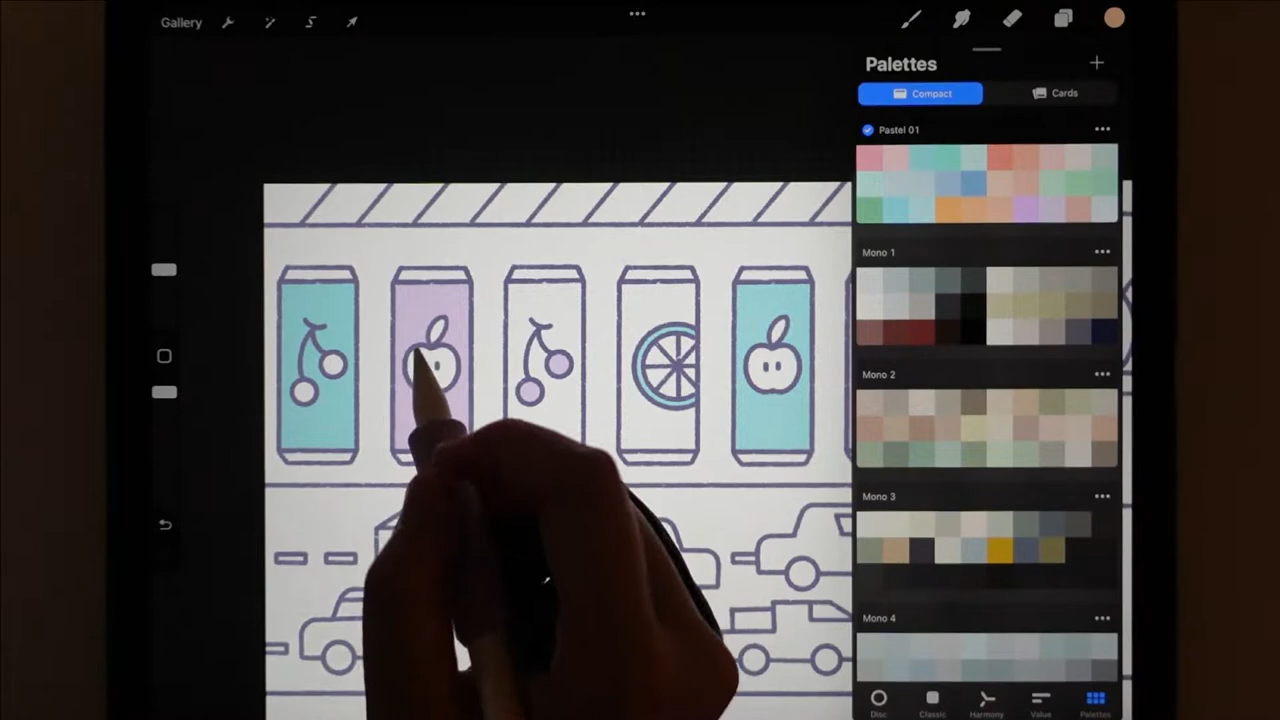 Gallery
Palettes
Compact
Cards
Pastel 01
Mono 1
Mono 2
Mono 3
Mono 4
Disc
Classic
Harmony
Value
Palettes